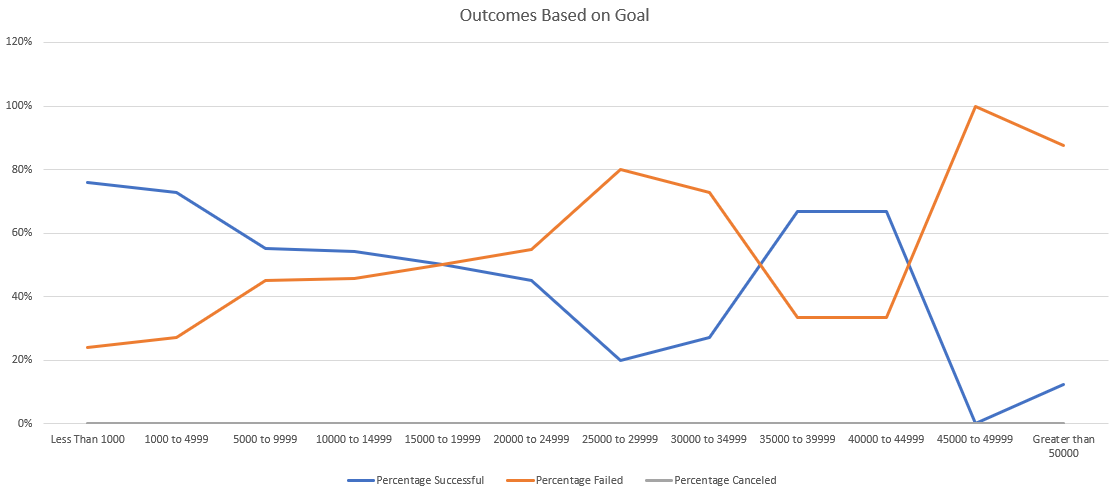 Outcomes Based on Goal
120%
100%
80%
60%
40%
20%
0%
Less Than 1000 1000 to 4999 5000 to 9999 10000 to 14999 15000 to 19999 20000 to 24999 25000 to 29999 30000 to 34999 35000 to 39999 40000 to 44999 45000 to 49999 Greater than
50000
Percentage Successful Percentage Failed Percentage Canceled